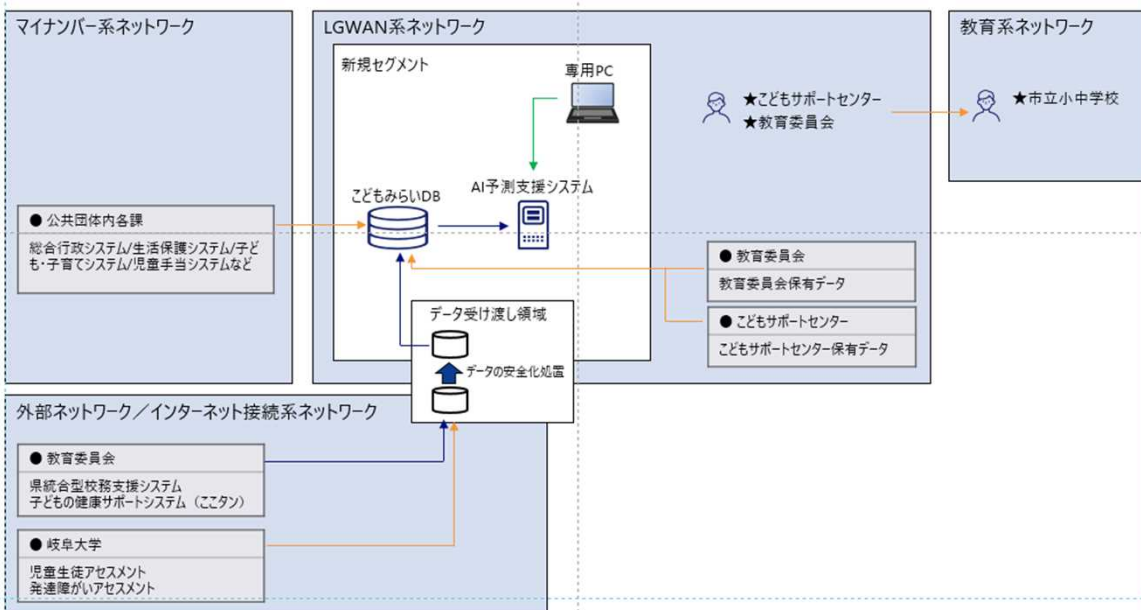 マイナンバー系ネットワーク
● 公共団体内各課
総合行政システム/生活保護システム/子ど
も・子育てシステム/児童手当システムなど
LGWAN系ネットワーク
新規セグメント
専用PC
こどもみらいDB
AI予測支援システム
★こどもサポートセンター
★教育委員会
● 教育委員会
教育委員会保有データ
● こどもサポートセンター
こどもサポートセンター保有データ
データ受け渡し領域
データの安全化処置
教育系ネットワーク
★市立小中学校
外部ネットワーク／インターネット接続系ネットワーク
● 教育委員会
県統合型校務支援システム
子どもの健康サポートシステム（ここタン）
● 岐阜大学
児童生徒アセスメント
発達障がいアセスメント